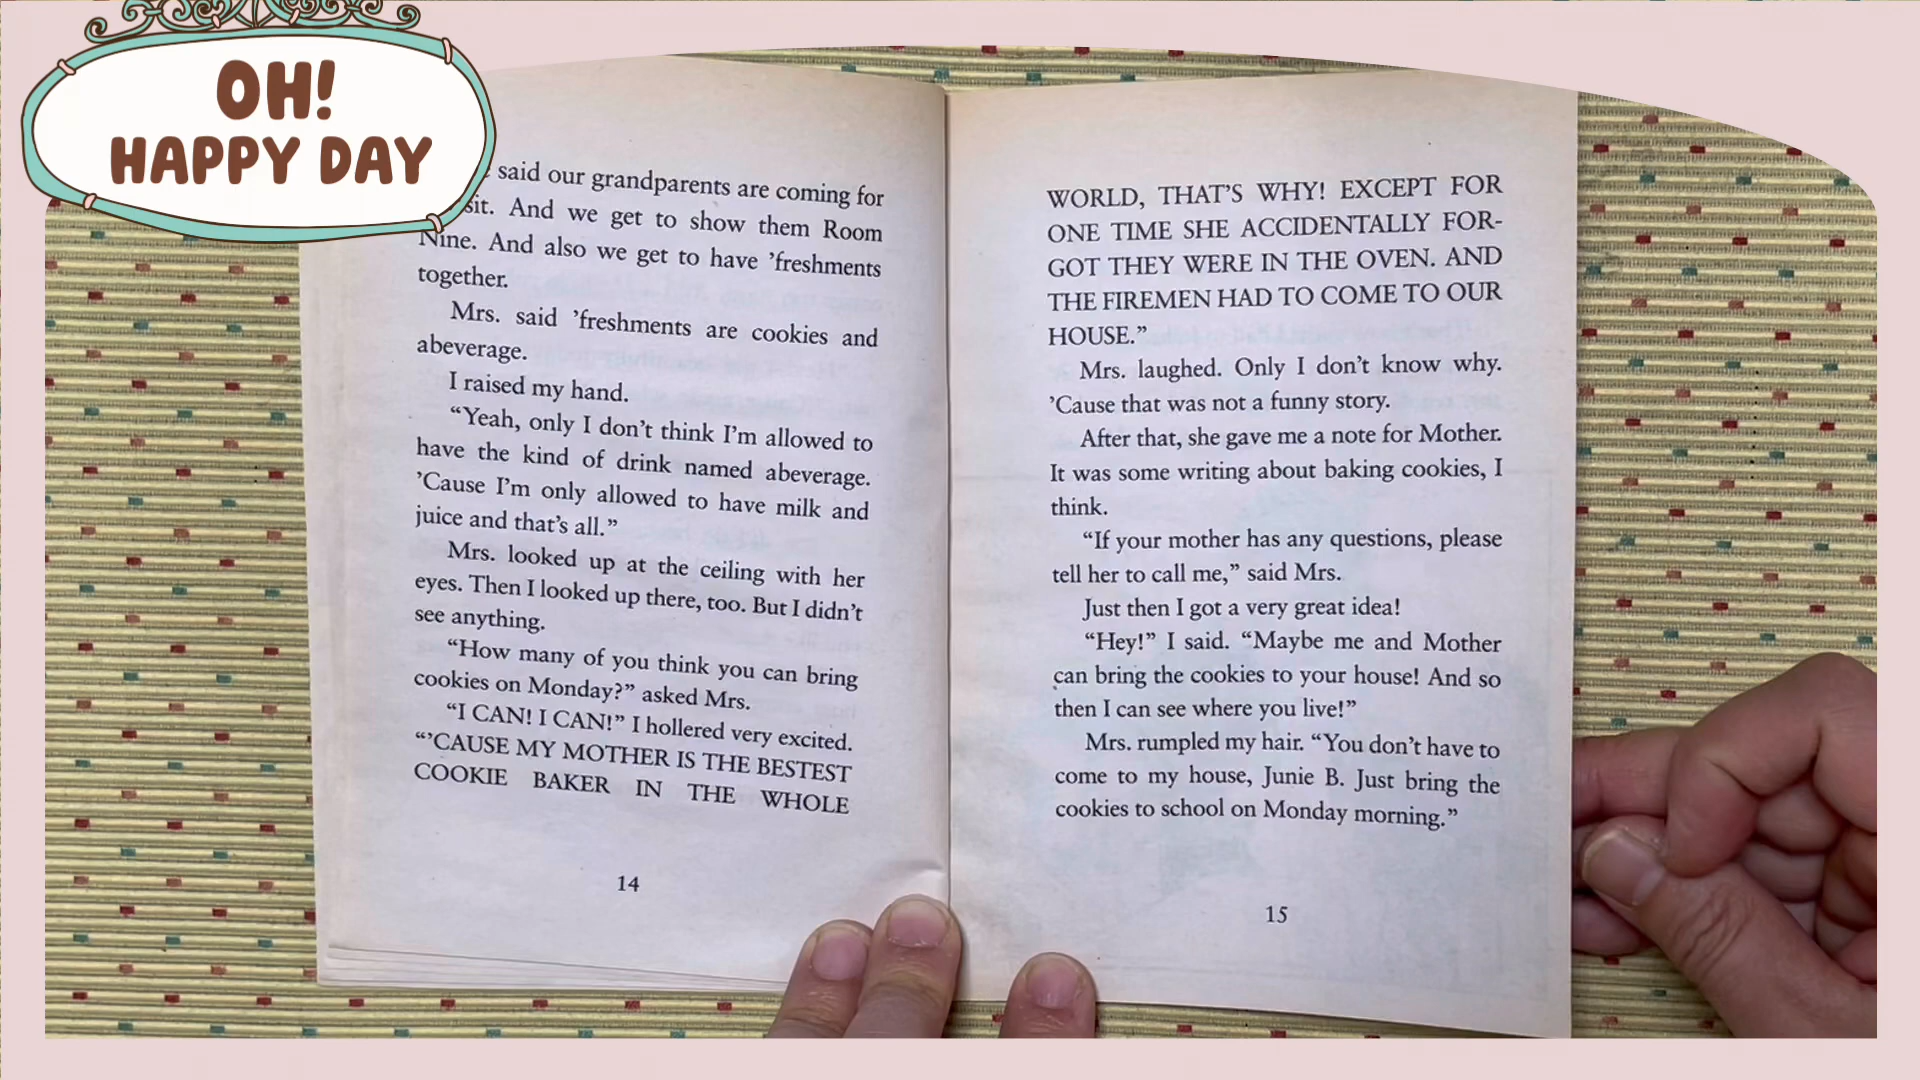 OH!
HAPPY DAY
said our grandparents are coming for
And we get to show them Room
Nine. And also we get to have ’freshments
together.
Mrs. said ’freshments are cookies and
abeverage.
I raised my hand.
“Yeah, only I don’t think I’m allowed to
have the kind of drink named abeverage.
’Cause I’m only allowed to have milk and
juice and that’s all.”
Mrs. looked up at the ceiling with her
eyes. Then I looked up there, too. But I didn’t
see anything.
“How many of you think you can bring
cookies on Monday?” asked Mrs.
“I CAN! I CAN!” I hollered very excited.
“’CAUSE MY MOTHER IS THE BESTEST
COOKIE BAKER IN THE WHOLE
14
WORLD, THAT’S WHY! EXCEPT FOR
ONE TIME SHE ACCIDENTALLY FOR-
GOT THEY WERE IN THE OVEN. AND
THE FIREMEN HAD TO COME TO OUR
HOUSE.”
Mrs. laughed. Only I don’t know why.
’Cause that was not a funny story.
After that, she gave me a note for Mother.
It was some writing about baking cookies, I
think.
“If your mother has any questions, please
tell her to call me,” said Mrs.
Just then I got a very great idea!
“Hey!” I said. “Maybe me and Mother
can bring the cookies to your house! And so
then I can see where you live!”
Mrs. rumpled my hair. “You don’t have to
come to my house, Junie B. Just bring the
cookies to school on Monday morning.”
15